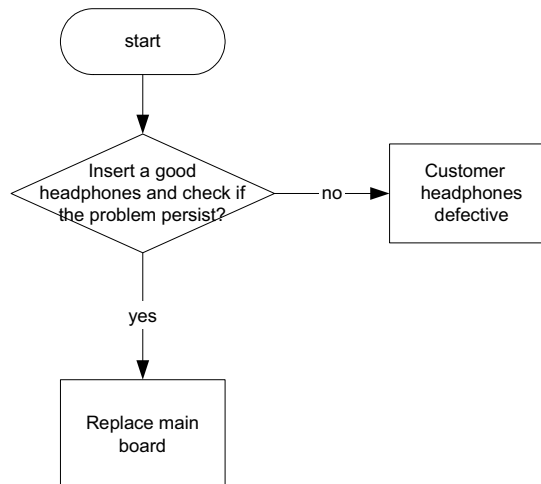 start
Insert a good
headphones and check if
the problem persist?
no
Customer
headphones
defective
yes
Replace main
board